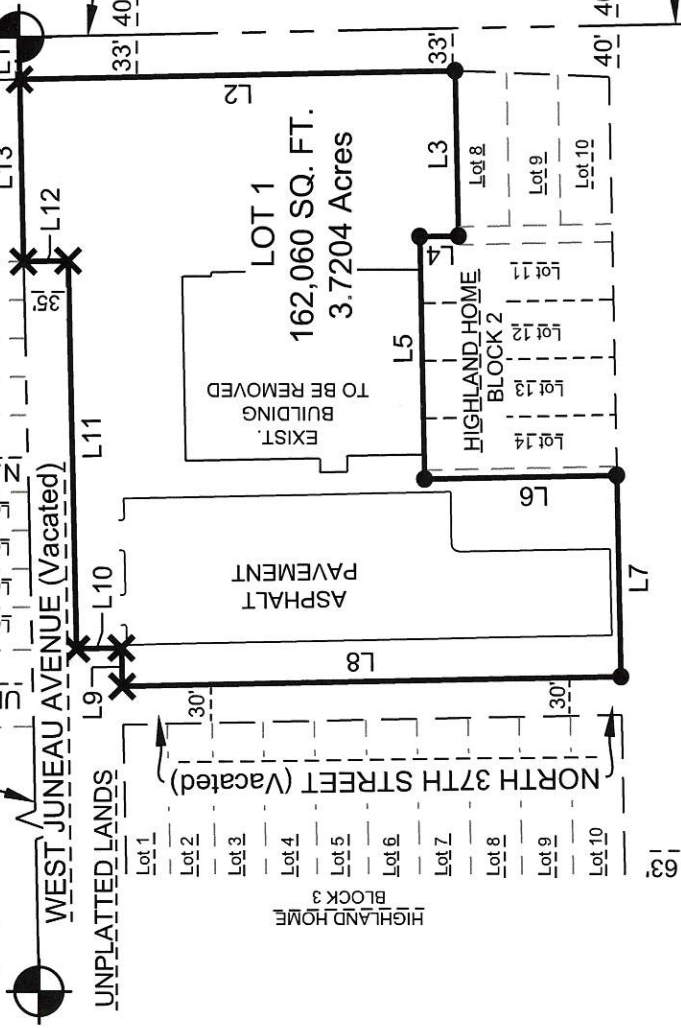 L1
40'
40'
L13
33'
33'
40'
L2
L12
35'
LOT 1
162,060 SQ. FT.
3.7204 Acres
L3
Lot 8
Lot 9
Lot 10
L4
L5
HIGHLAND HOME
BLOCK 2
Lot 11
Lot 12
Lot 13
Lot 14
EXIST.
BUILDING
TO BE REMOVED
L11
L6
L7
ASPHALT
PAVEMENT
L10
L9
L8
WEST JUNEAU AVENUE (Vacated)
UNPLATTED LANDS
30'
30'
NORTH 37TH STREET (Vacated)
Lot 1
Lot 2
Lot 3
Lot 4
Lot 5
Lot 6
Lot 7
Lot 8
Lot 9
Lot 10
HIGHLAND HOME
BLOCK 3
63'